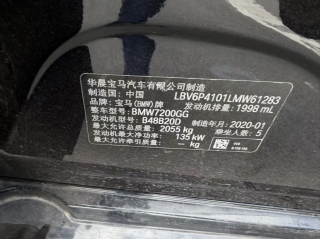 华晨宝马汽车有限公司制造
制造国：中国 LBV6P4101LMW61283
品牌：宝马(BMW)牌 发动机排量：1998 mL
整车型号：BMW7200GG
发动机型号：B48B20D
最大允许总质量：2055 kg 制造年月：2020-01
发动机最大净功率：135 kW 乘坐人数：5
最大允许牵引质量：— kg